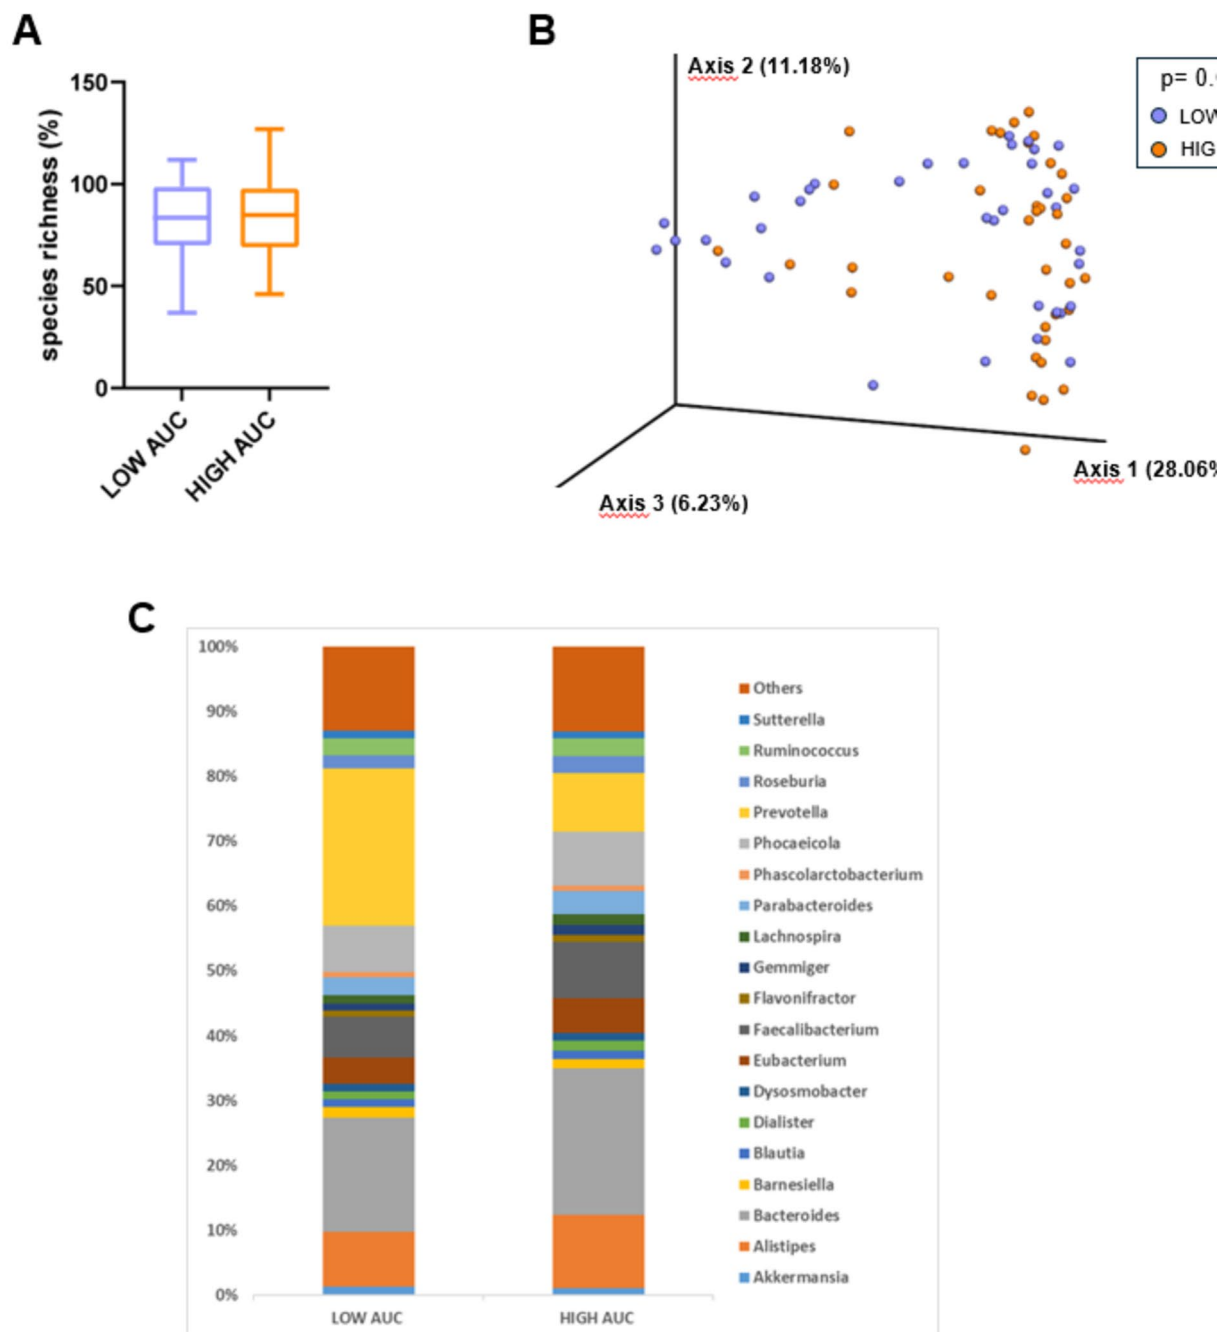 A
150
100
50
0
species richness (%)
LOW AUC
HIGH AUC
B
Axis 2 (11.18%)
p= 0.
LOW
HIG
Axis 1 (28.06%
Axis 3 (6.23%)
C
100%
90%
80%
70%
60%
50%
40%
30%
20%
10%
0%
LOW AUC
HIGH AUC
Others
Sutterella
Ruminococcus
Roseburia
Prevotella
Phocaeicola
Phascolarctobacterium
Parabacteroides
Lachnospira
Gemmiger
Flavonifractor
Faecalibacterium
Eubacterium
Dysosmobacter
Dialister
Blautia
Barnesiella
Bacteroides
Alistipes
Akkermansia